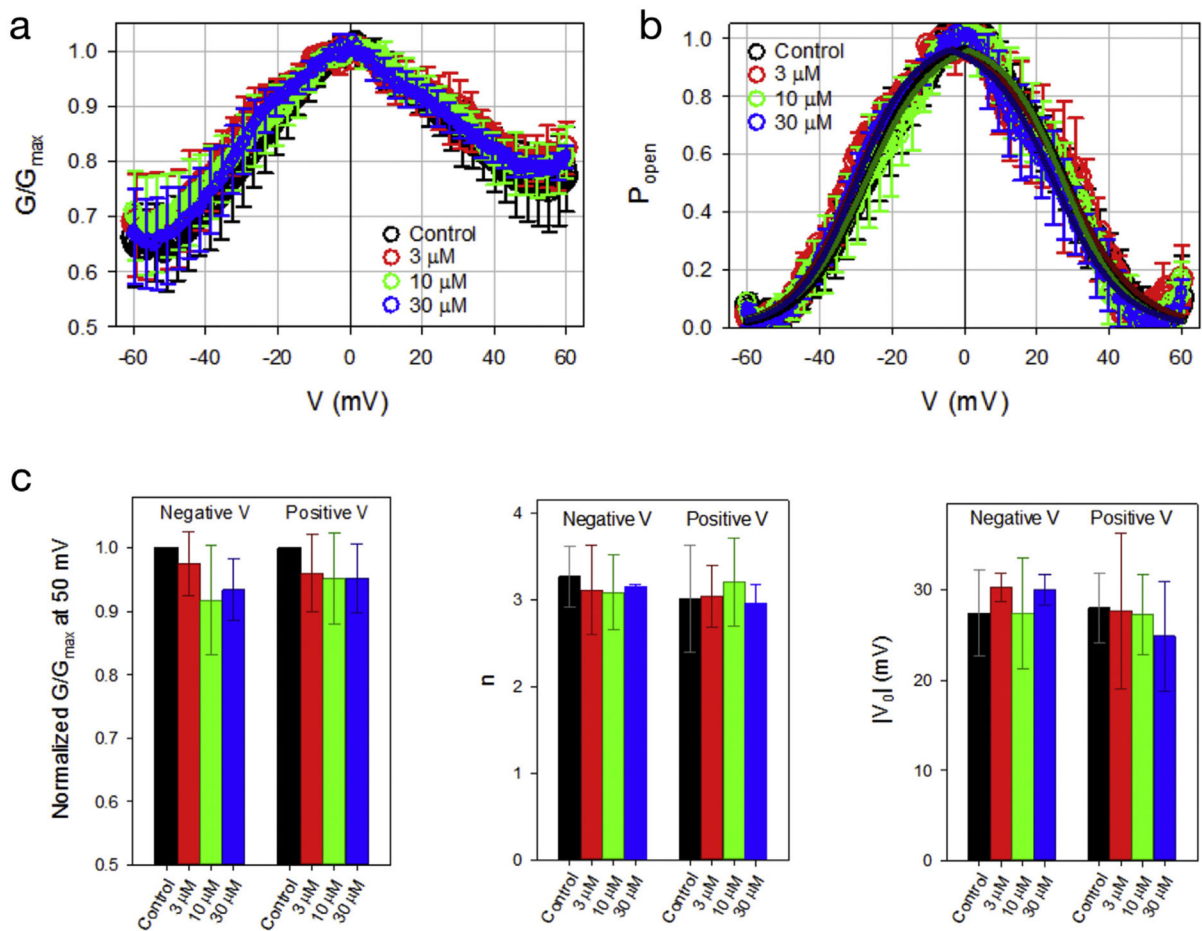 a
1.0
0.9
0.8
0.7
0.6
0.5
G/Gmax
Control
3 μM
10 μM
30 μM
-60 -40 -20 0 20 40 60
V (mV)
b
1.0
0.8
0.6
0.4
0.2
0.0
Popen
Control
3 μM
10 μM
30 μM
-60 -40 -20 0 20 40 60
V (mV)
c
Normalized G/Gmax at 50 mV
1.0
0.9
0.8
0.7
0.6
0.5
Negative V Positive V
Control 3 μM 10 μM 30 μM Control 3 μM 10 μM 30 μM
n
4
3
2
1
0
Negative V Positive V
Control 3 μM 10 μM 30 μM Control 3 μM 10 μM 30 μM
|V0| (mV)
30
20
10
0
Negative V Positive V
Control 3 μM 10 μM 30 μM Control 3 μM 10 μM 30 μM